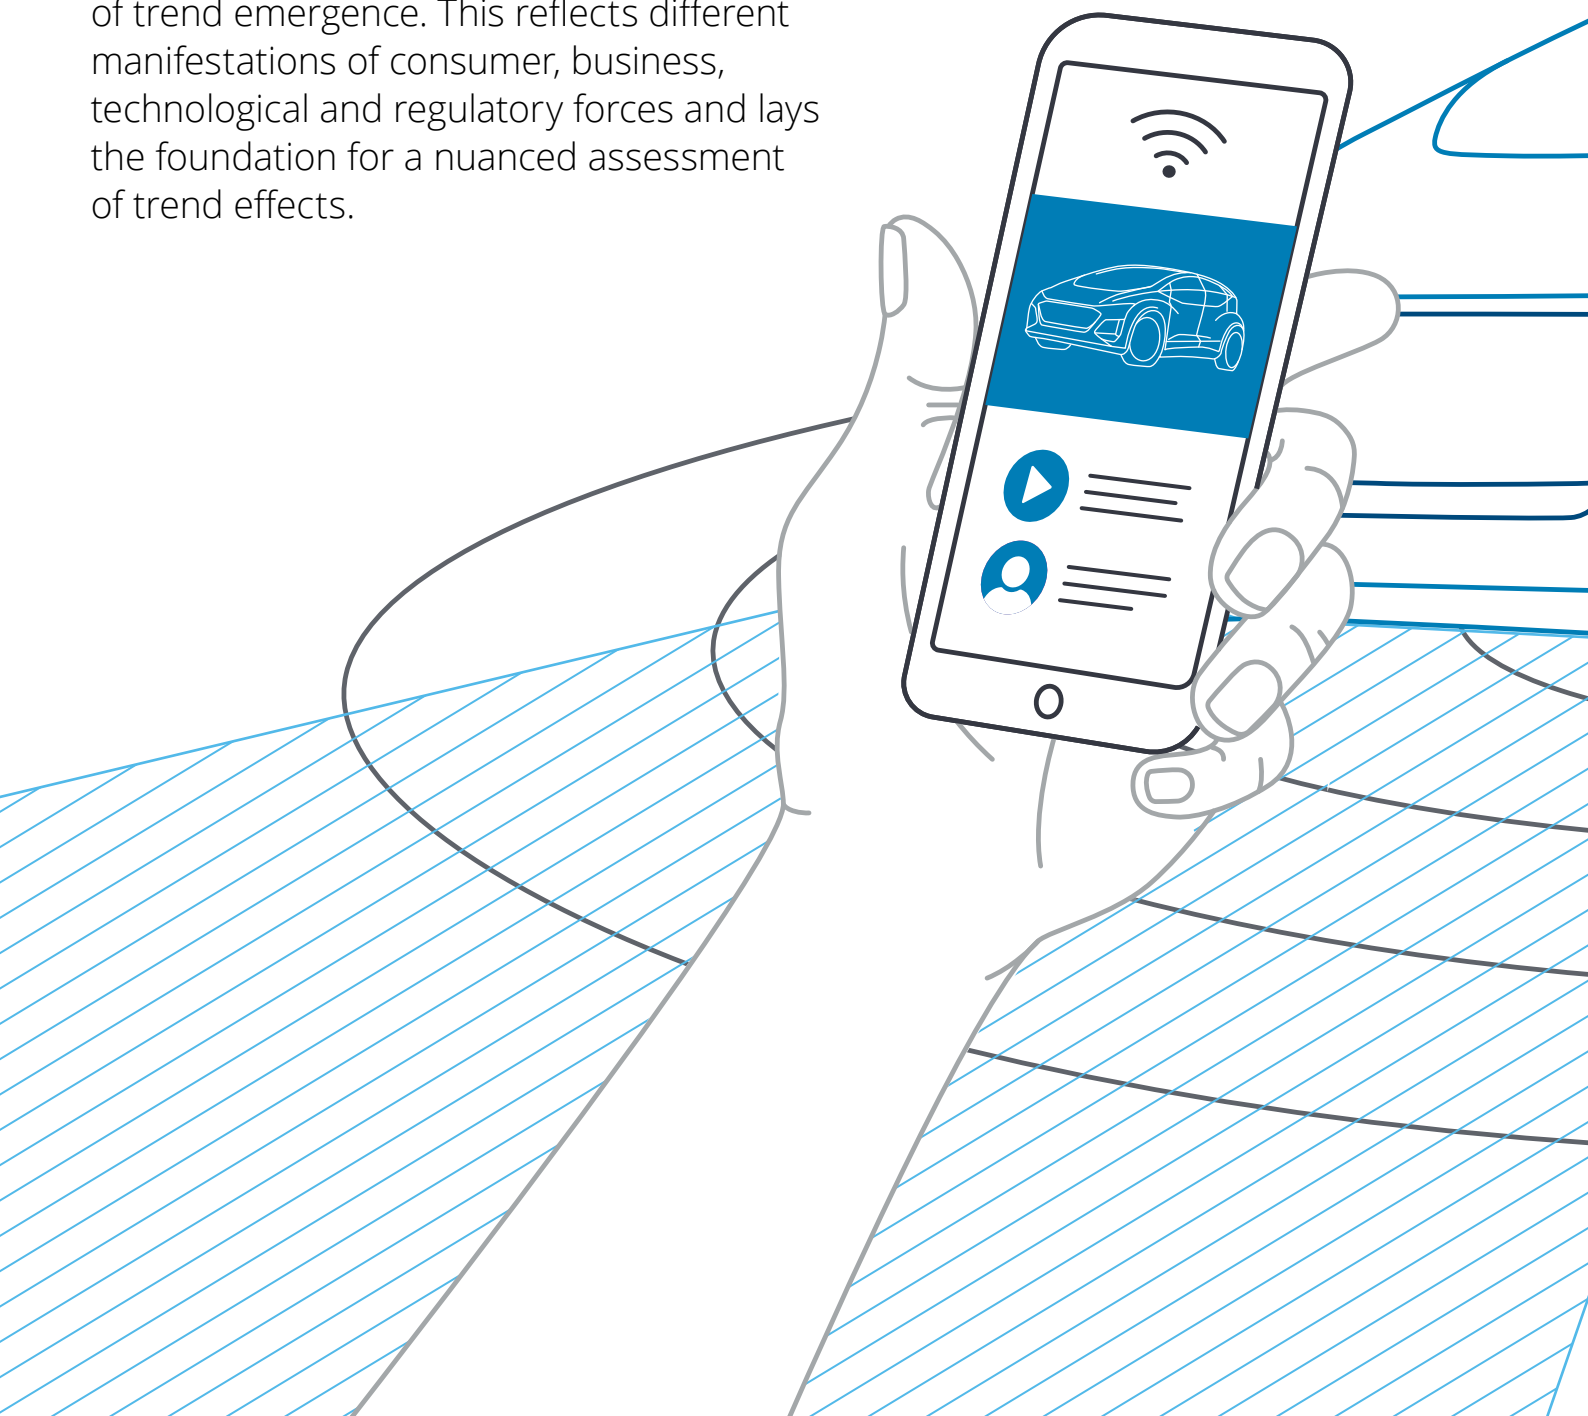 of trend emergence. This reflects different
manifestations of consumer, business,
technological and regulatory forces and lays
the foundation for a nuanced assessment
of trend effects.